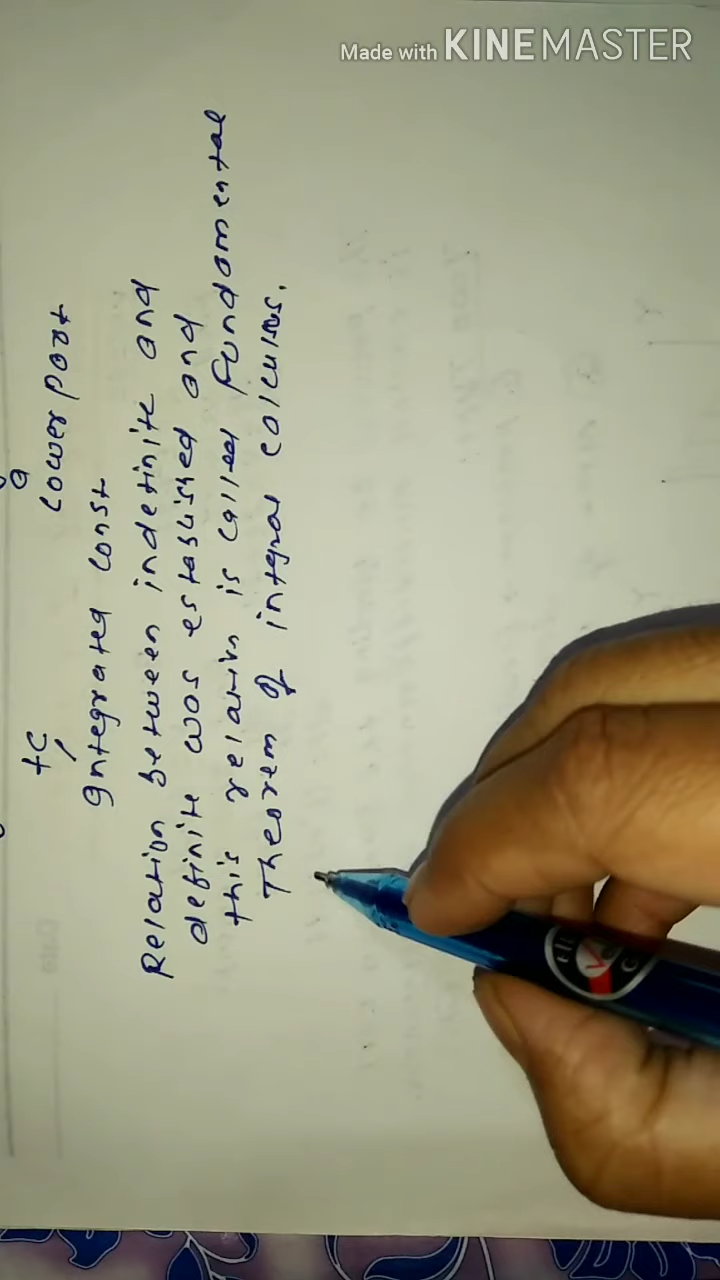 Made with KINEMASTER
a
+c
Lower part
Integrated const
Relation between indefinite and
definite was established and
this relation is called Fundamental
Theorem of integral calculus.